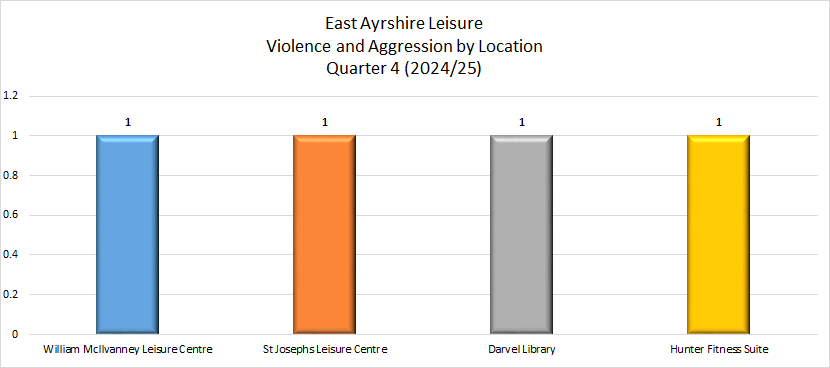 East Ayrshire Leisure
Violence and Aggression by Location
Quarter 4 (2024/25)
1.2
1
0.8
0.6
0.4
0.2
0
1
1
1
1
William McIlvanney Leisure Centre
St Josephs Leisure Centre
Darvel Library
Hunter Fitness Suite